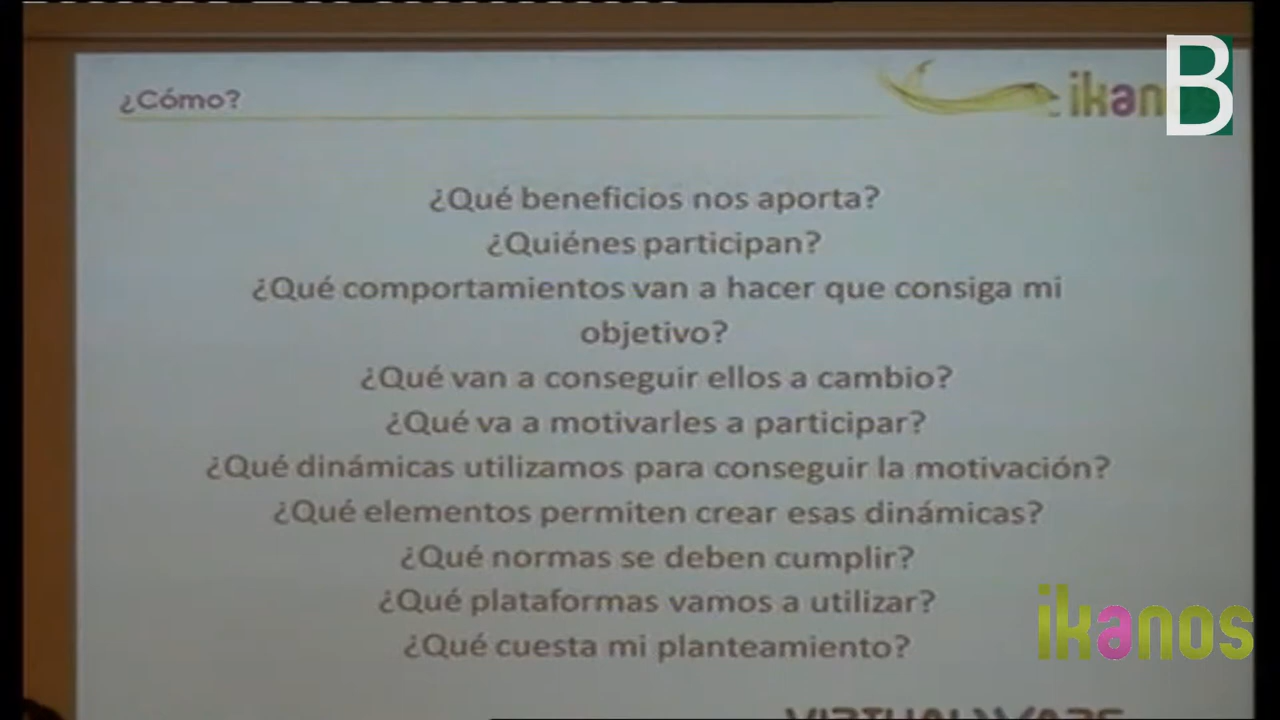 ¿Cómo?
ikanos
B
¿Qué beneficios nos aporta?
¿Quiénes participan?
¿Qué comportamientos van a hacer que consiga mi
objetivo?
¿Qué van a conseguir ellos a cambio?
¿Qué va a motivarles a participar?
¿Qué dinámicas utilizamos para conseguir la motivación?
¿Qué elementos permiten crear esas dinámicas?
¿Qué normas se deben cumplir?
¿Qué plataformas vamos a utilizar?
¿Qué cuesta mi planteamiento?
ikanos
VIRTUALWARE